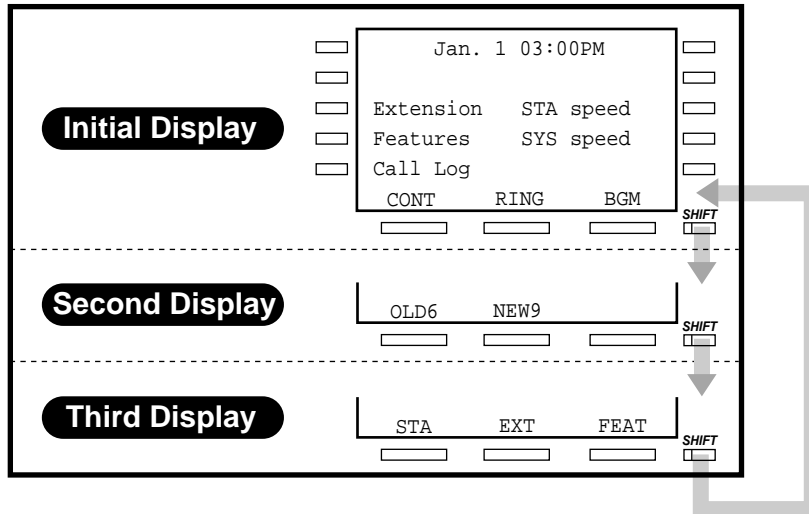 Jan. 1 03:00PM
Initial Display
Extension STA speed
Features SYS speed
Call Log
CONT RING BGM
SHIFT
Second Display
OLD6 NEW9
SHIFT
Third Display
STA EXT FEAT
SHIFT